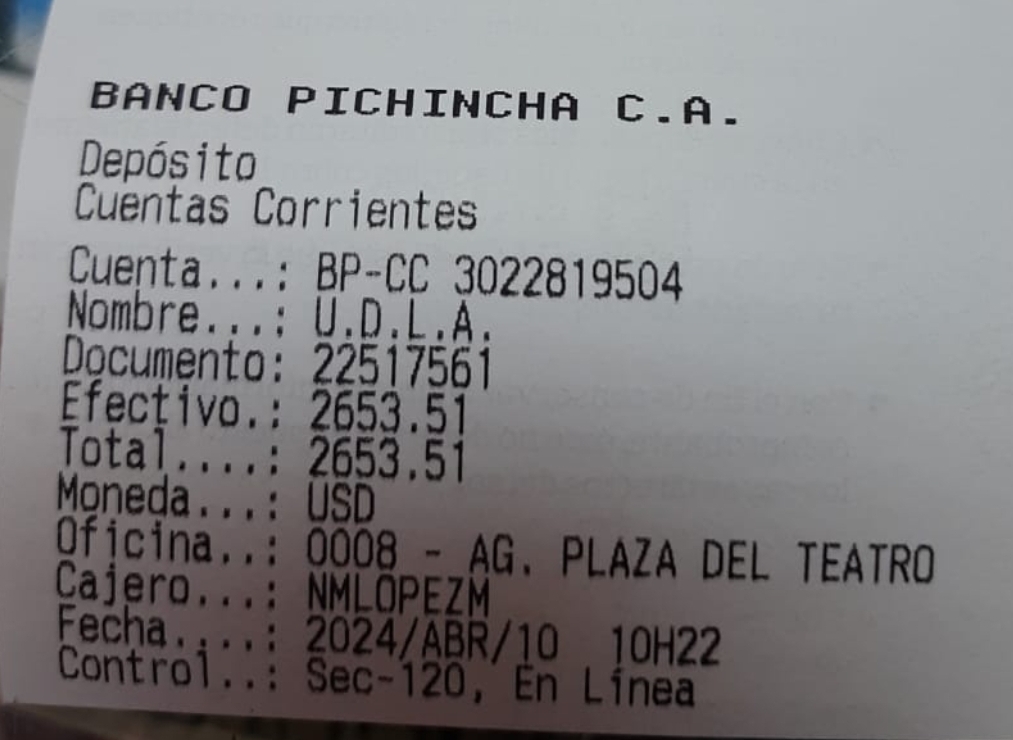 BANCO PICHINCHA C.A.
Depósito
Cuentas Corrientes
Cuenta...: BP-CC 3022819504
Nombre...: U.D.L.A.
Documento: 22517561
Efectivo.: 2653.51
Total....: 2653.51
Moneda...: USD
Oficina..: 0008 - AG. PLAZA DEL TEATRO
Cajero...: NMLOPEZM
Fecha....: 2024/ABR/10 10H22
Control..: Sec-120, En Línea